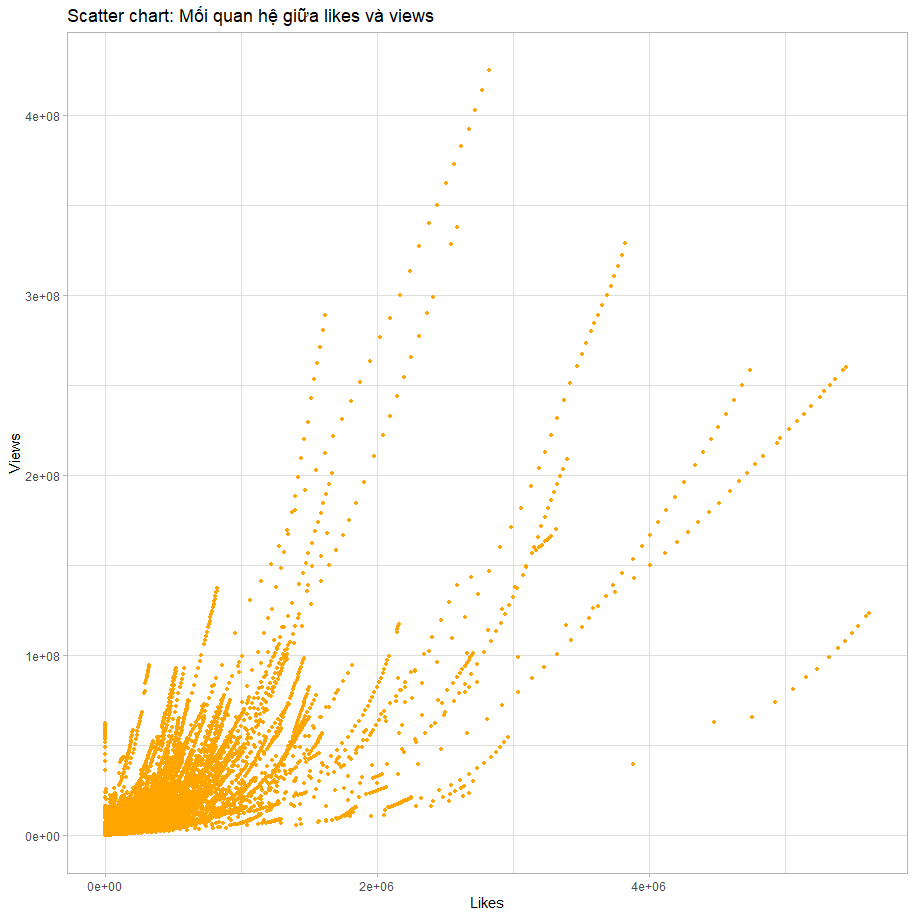 Scatter chart: Mối quan hệ giữa likes và views
4e+08
3e+08
Views
2e+08
1e+08
0e+00
0e+00 2e+06 4e+06
Likes